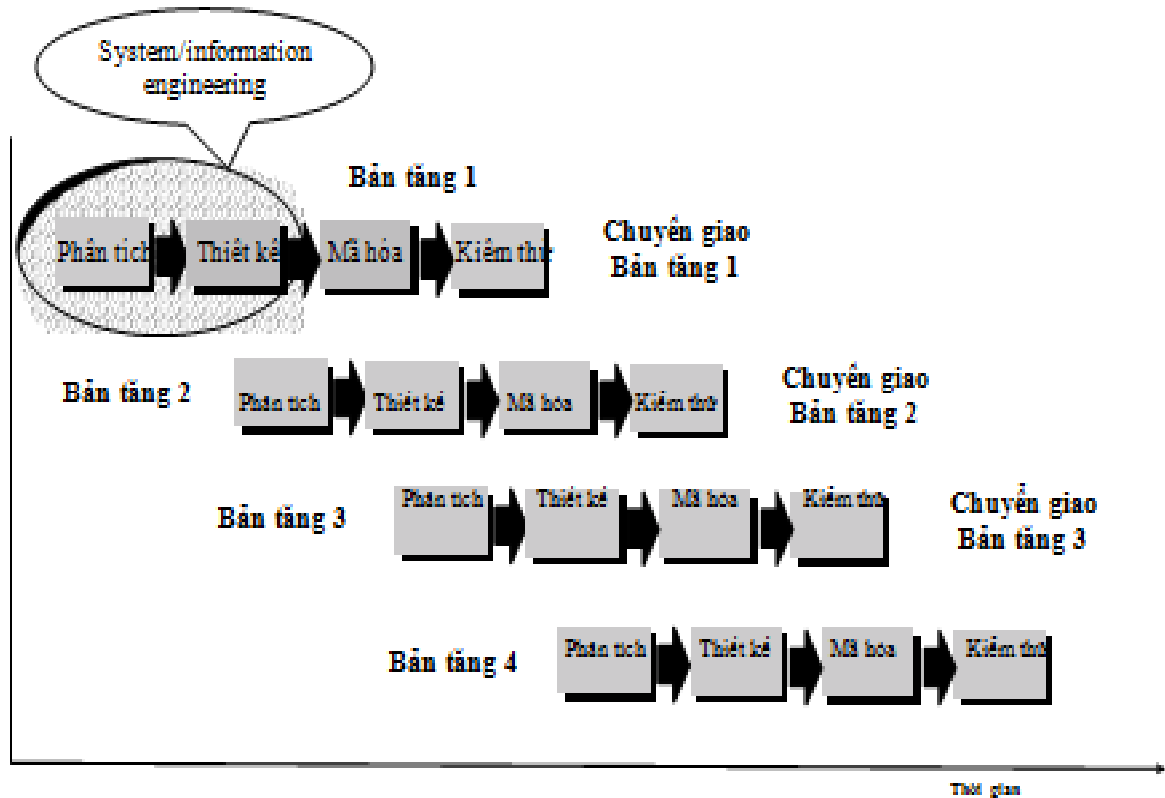 System/information
engineering
Bản tăng 1
Phân tích
Thiết kế
Mã hóa
Kiểm thử
Chuyển giao
Bản tăng 1
Bản tăng 2
Phân tích
Thiết kế
Mã hóa
Kiểm thử
Chuyển giao
Bản tăng 2
Bản tăng 3
Phân tích
Thiết kế
Mã hóa
Kiểm thử
Chuyển giao
Bản tăng 3
Bản tăng 4
Phân tích
Thiết kế
Mã hóa
Kiểm thử
Thời gian